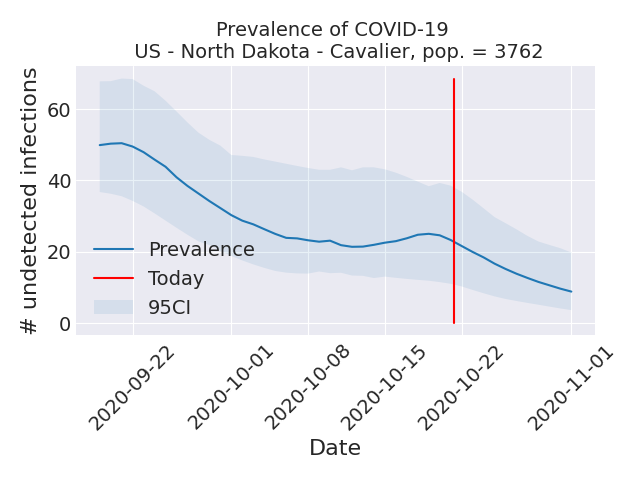 Prevalence of COVID-19
US - North Dakota - Cavalier, pop. = 3762
# undetected infections
60
40
20
0
Prevalence
Today
95CI
2020-09-22
2020-10-01
2020-10-08
2020-10-15
2020-10-22
2020-11-01
Date